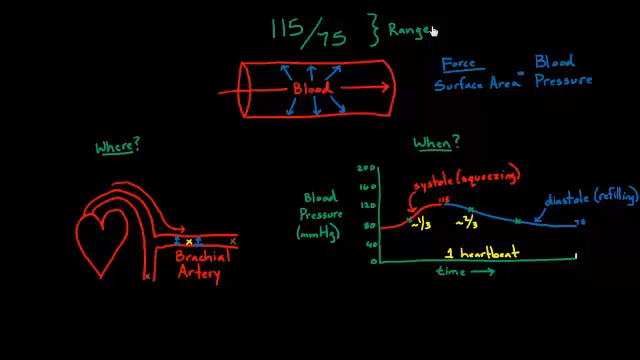 115/75 } Range
Blood
Force
Surface Area = Blood Pressure
Where?
Brachial
Artery
When?
Blood
Pressure
(mmHg)
200
160
120
80
40
0
systole (squeezing)
115
diastole (refilling)
75
~1/3
~2/3
1 heartbeat
time →